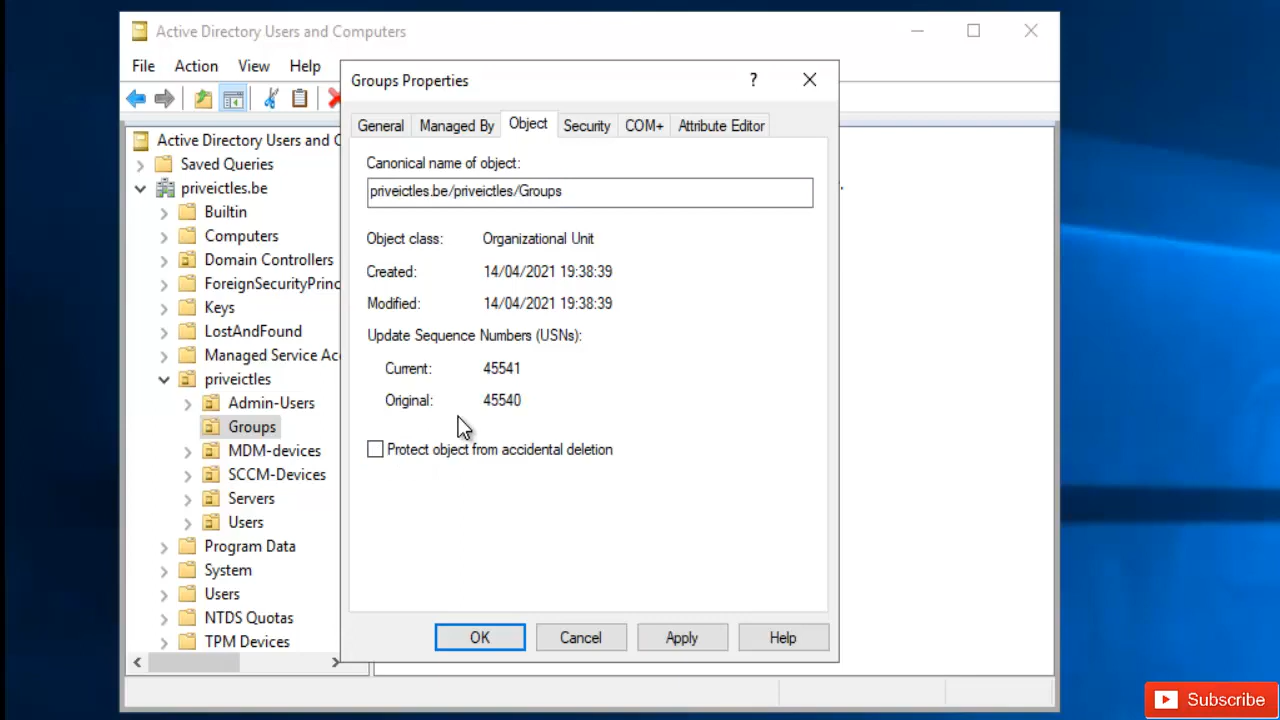 Active Directory Users and Computers
File Action View Help
Groups Properties
?
General Managed By Object Security COM+ Attribute Editor
Active Directory Users and C
Saved Queries
priveictles.be
Builtin
Computers
Domain Controllers
ForeignSecurityPrinc
Keys
LostAndFound
Managed Service Ac
priveictles
Admin-Users
Groups
MDM-devices
SCCM-Devices
Servers
Users
Program Data
System
Users
NTDS Quotas
TPM Devices
Canonical name of object:
priveictles.be/priveictles/Groups
Object class: Organizational Unit
Created: 14/04/2021 19:38:39
Modified: 14/04/2021 19:38:39
Update Sequence Numbers (USNs):
Current: 45541
Original: 45540
Protect object from accidental deletion
OK Cancel Apply Help
Subscribe